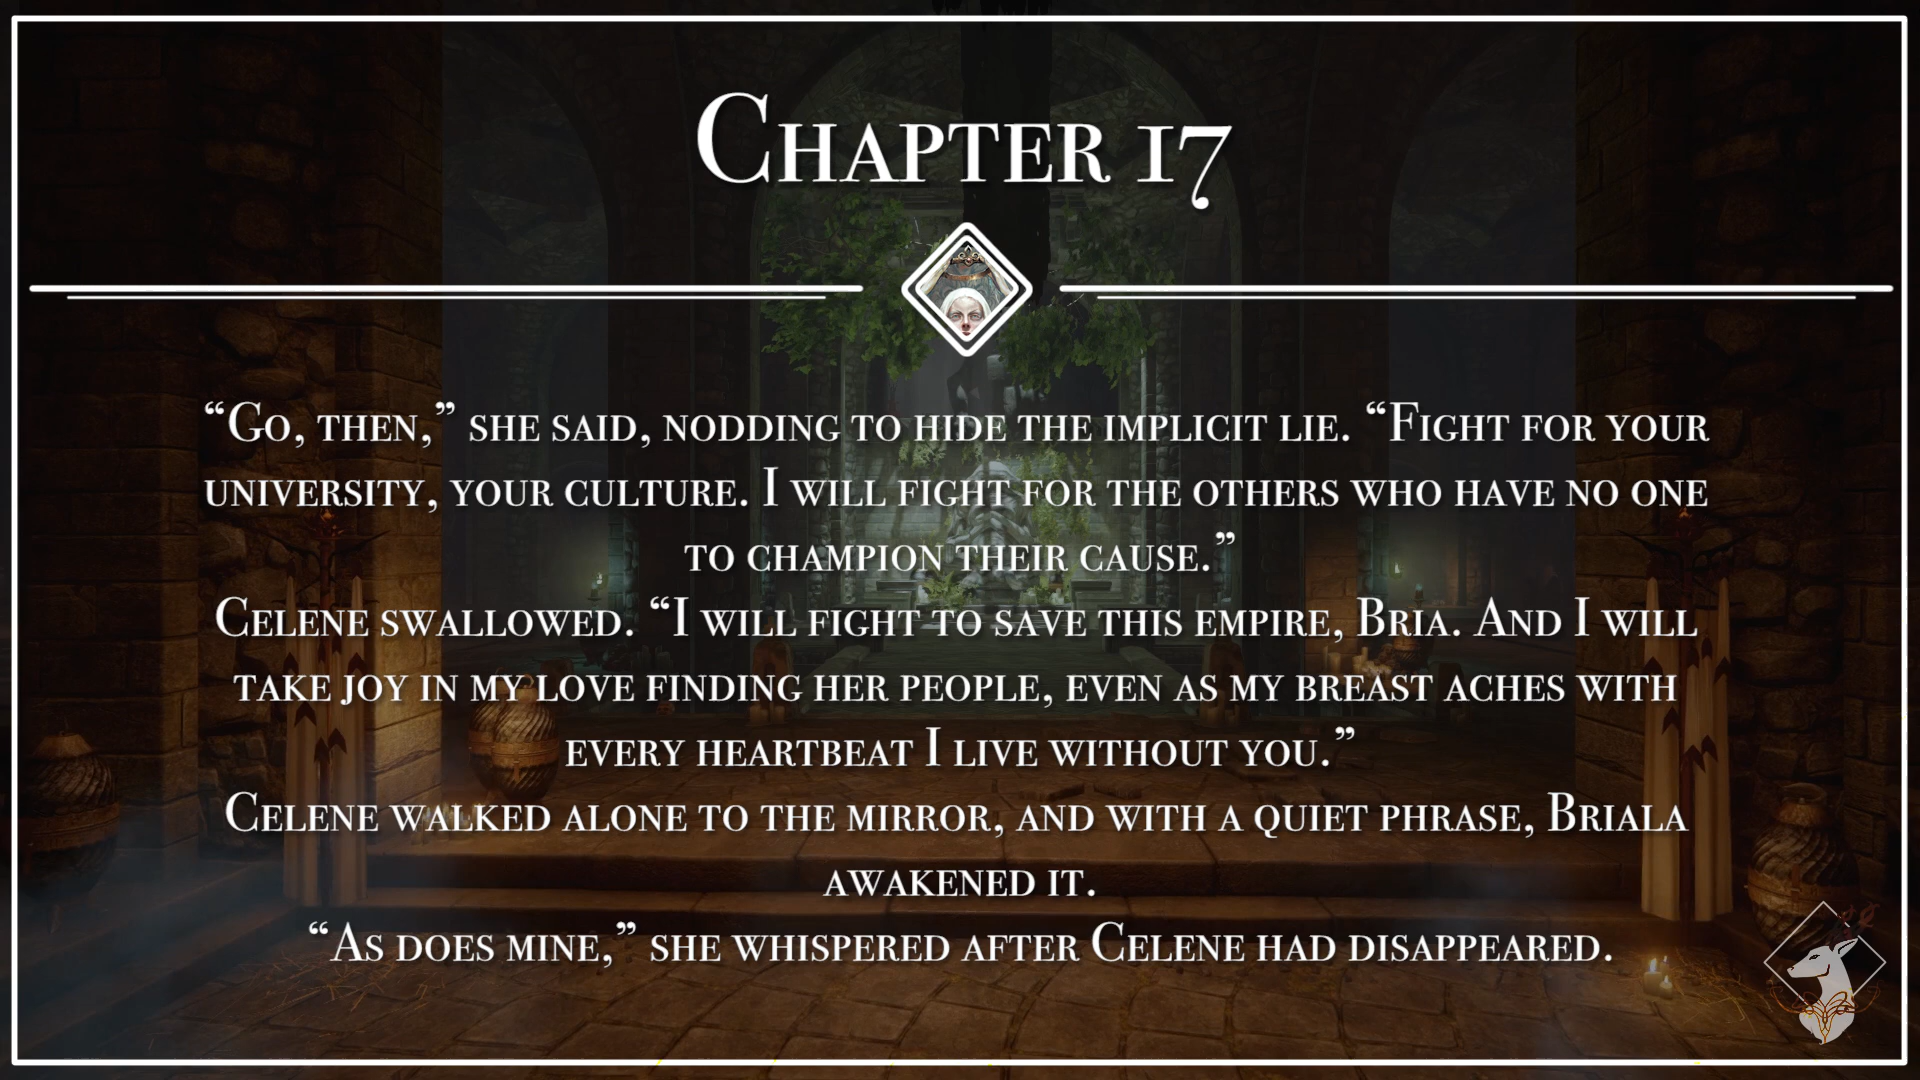 Chapter 17
“Go, then,” she said, nodding to hide the implicit lie. “Fight for your
university, your culture. I will fight for the others who have no one
to champion their cause.”
Celene swallowed. “I will fight to save this empire, Bria. And I will
take joy in my love finding her people, even as my breast aches with
every heartbeat I live without you.”
Celene walked alone to the mirror, and with a quiet phrase, Briala
awakened it.
“As does mine,” she whispered after Celene had disappeared.